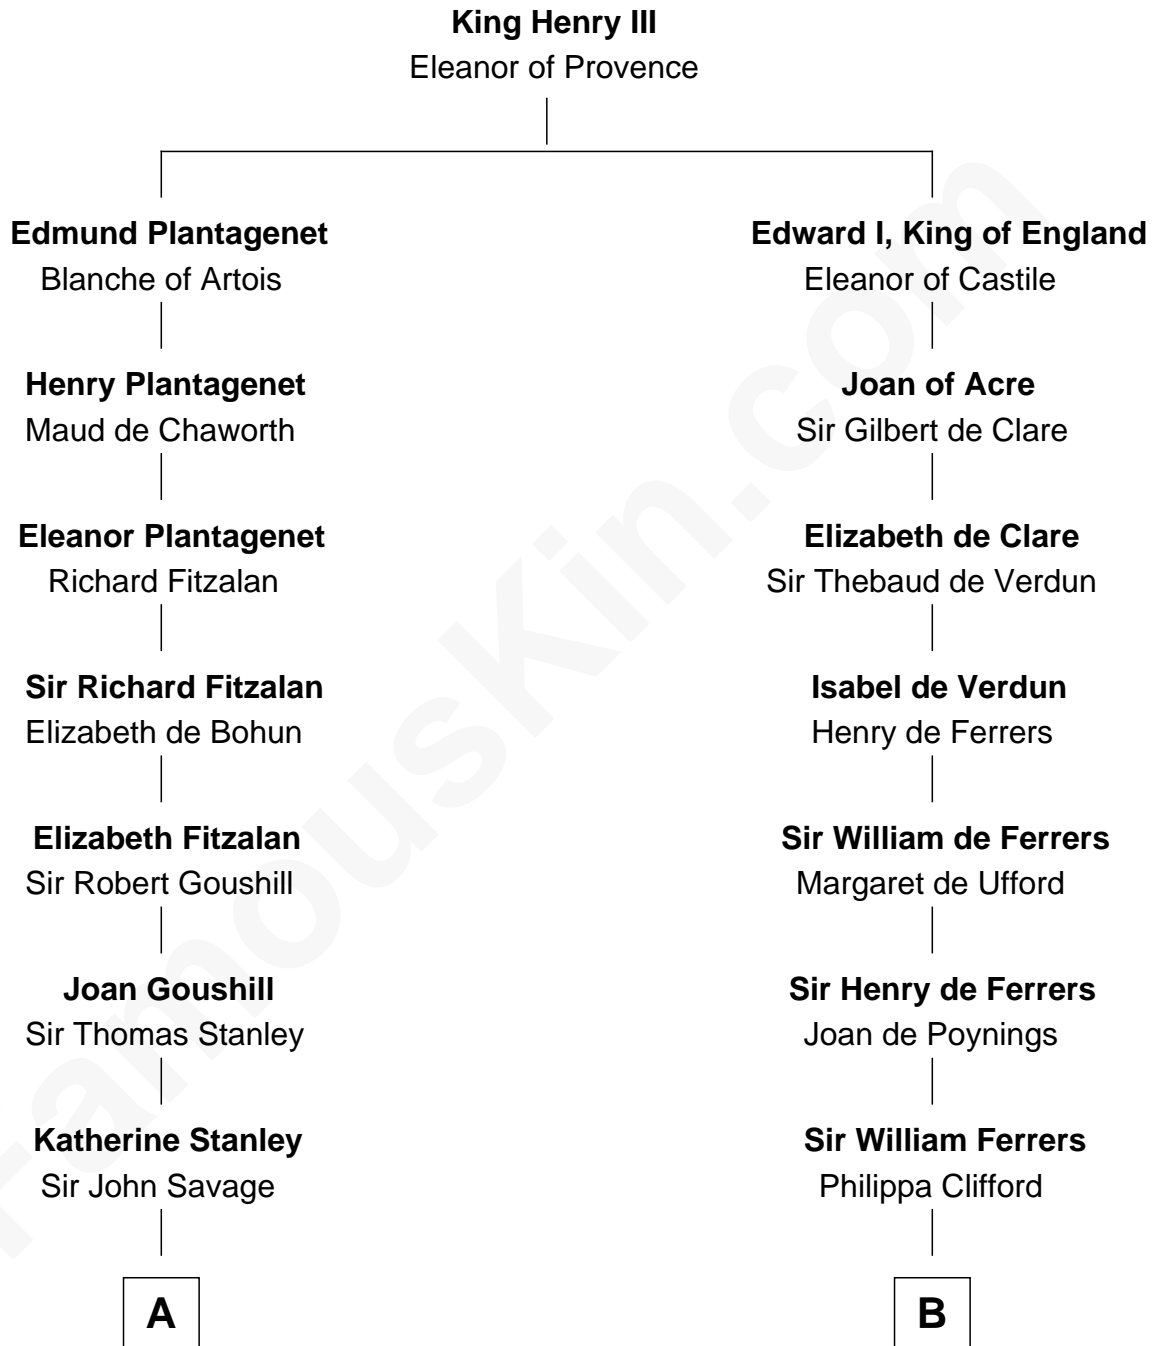 King Henry III
Eleanor of Provence
Edmund Plantagenet
Blanche of Artois
Henry Plantagenet
Maud de Chaworth
Eleanor Plantagenet
Richard Fitzalan
Sir Richard Fitzalan
Elizabeth de Bohun
Elizabeth Fitzalan
Sir Robert Goushill
Joan Goushill
Sir Thomas Stanley
Katherine Stanley
Sir John Savage
A
Edward I, King of England
Eleanor of Castile
Joan of Acre
Sir Gilbert de Clare
Elizabeth de Clare
Sir Thebaud de Verdun
Isabel de Verdun
Henry de Ferrers
Sir William de Ferrers
Margaret de Ufford
Sir Henry de Ferrers
Joan de Poynings
Sir William Ferrers
Philippa Clifford
B
FamousKin.com